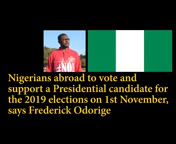 Nigerians abroad to vote and
support a Presidential candidate for
the 2019 elections on 1st November,
says Frederick Odorige